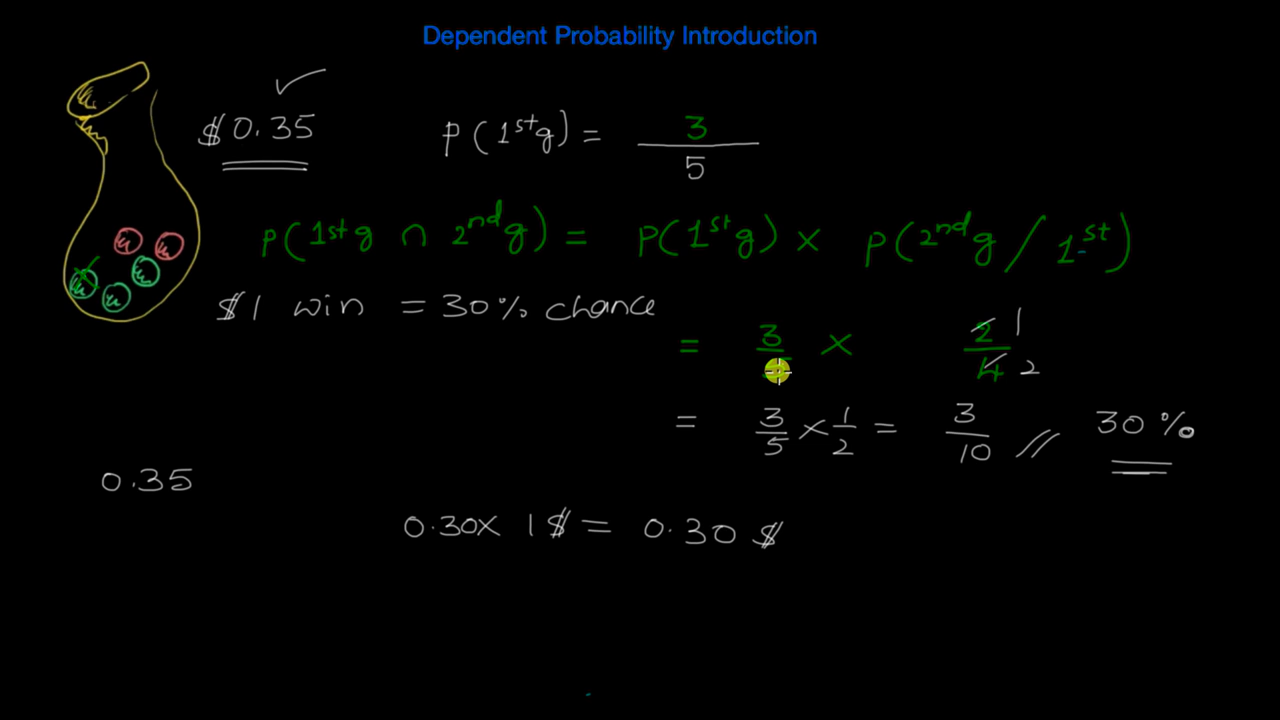 Dependent Probability Introduction
$0.35
P(1st g) = 3/5
P(1st g ∩ 2nd g) = P(1st g) × P(2nd g / 1st)
$1 win = 30% chance
= 3/ × 2/4 1 2
= 3/5 × 1/2 = 3/10 // 30%
0.35
0.30 × 1$ = 0.30$